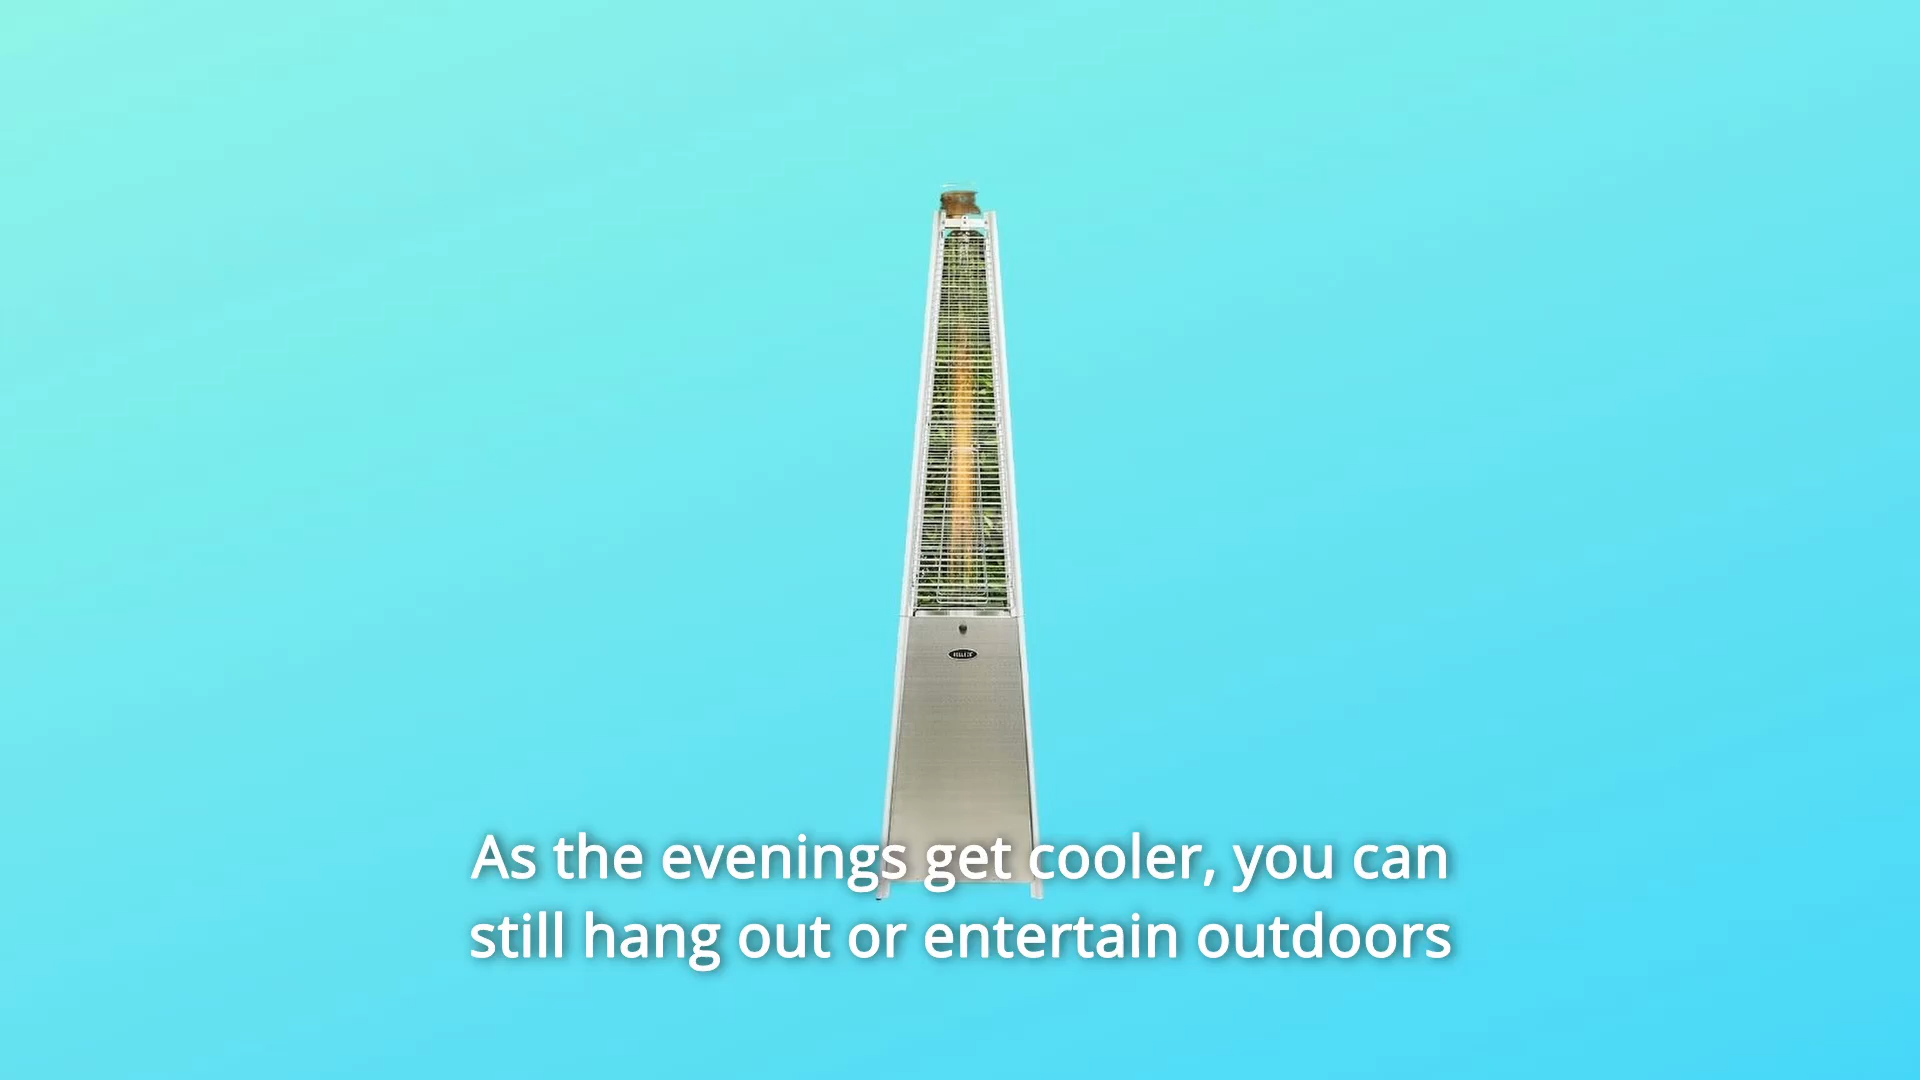 As the evenings get cooler, you can
still hang out or entertain outdoors